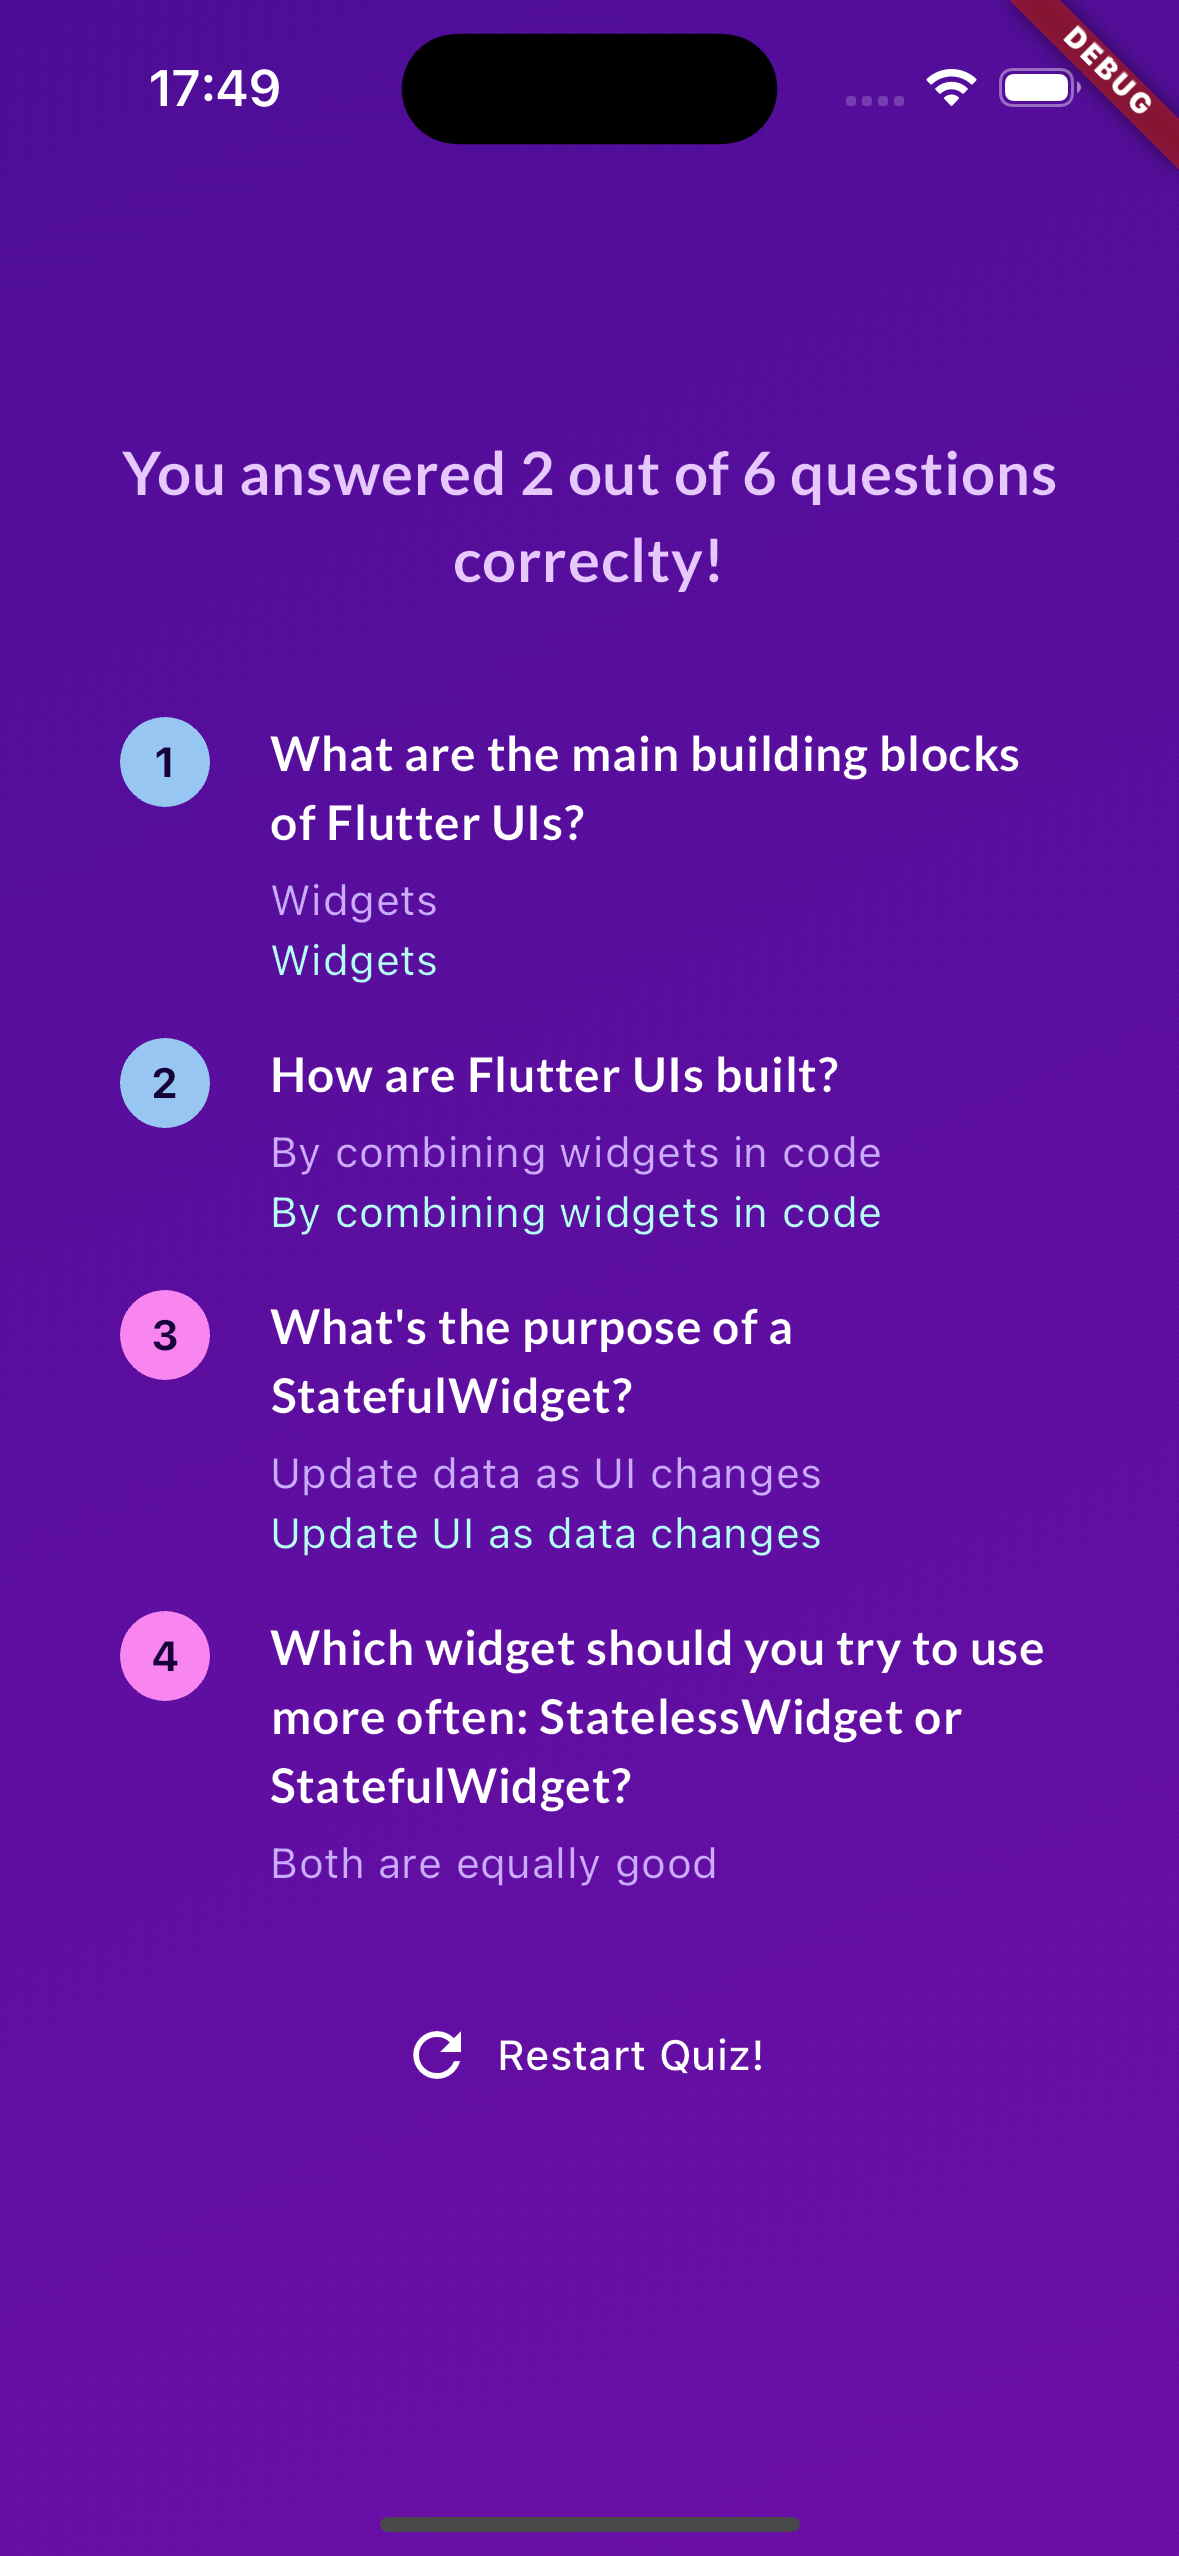 17:49
DEBUG
You answered 2 out of 6 questions
correclty!
1
What are the main building blocks
of Flutter UIs?
Widgets
Widgets
2
How are Flutter UIs built?
By combining widgets in code
By combining widgets in code
3
What's the purpose of a
StatefulWidget?
Update data as UI changes
Update UI as data changes
4
Which widget should you try to use
more often: StatelessWidget or
StatefulWidget?
Both are equally good
Restart Quiz!